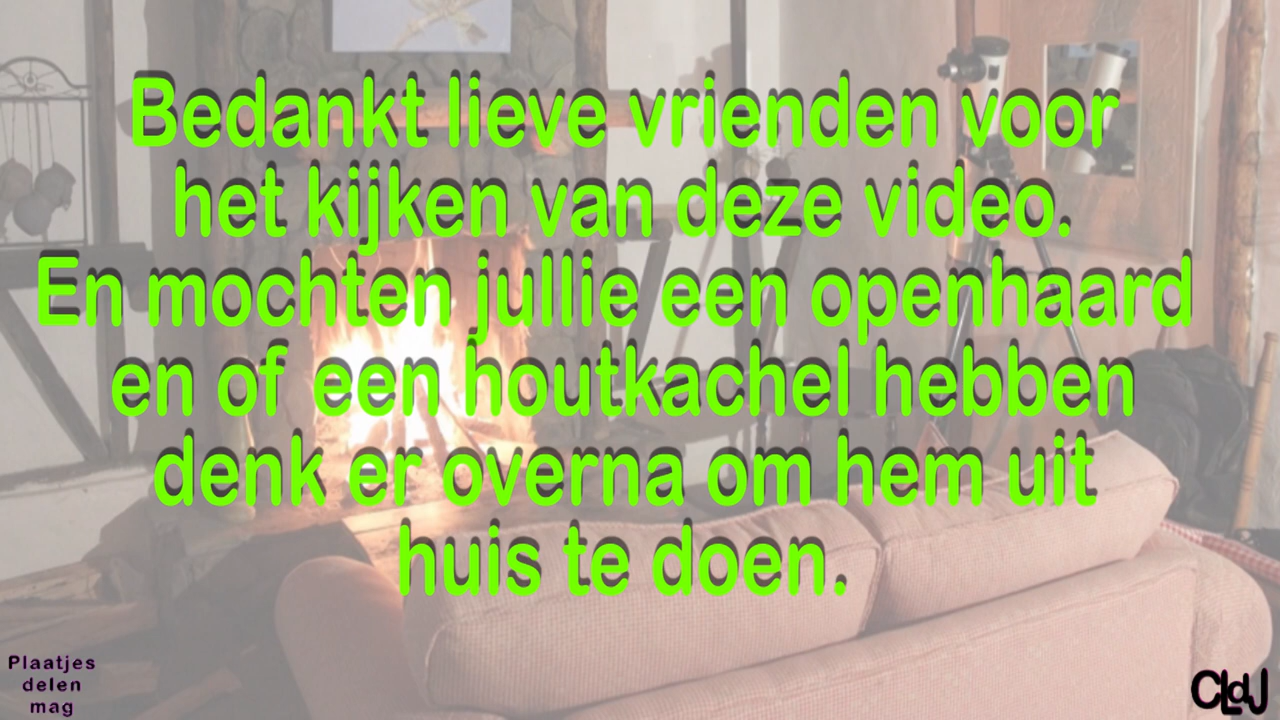 Bedankt lieve vrienden voor
het kijken van deze video.
En mochten jullie een openhaard
en of een houtkachel hebben
denk er overna om hem uit
huis te doen.
Plaatjes
delen
mag
CLdJ